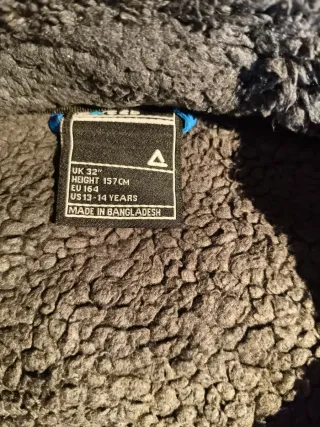 UK 32"
HEIGHT 157CM
EU 164
US 13-14 YEARS
MADE IN BANGLADESH